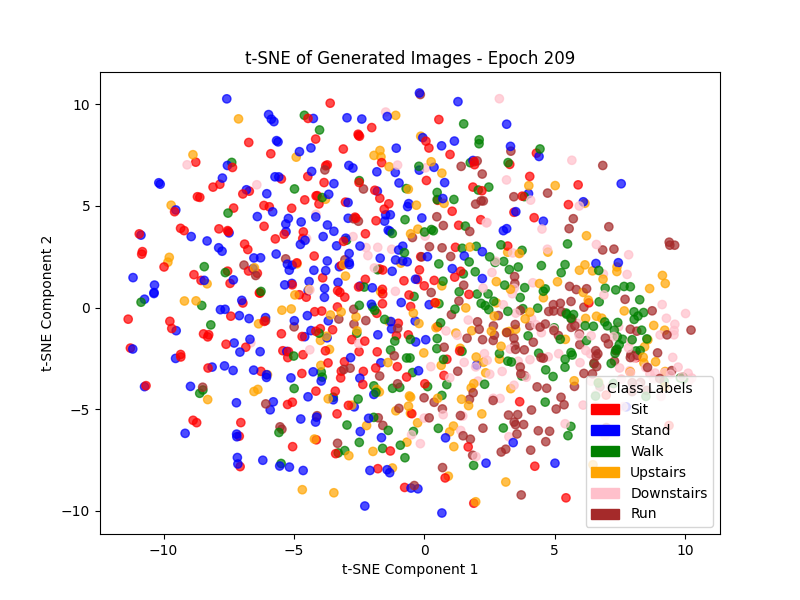 t-SNE of Generated Images - Epoch 209
10
5
0
−5
−10
t-SNE Component 2
−10
−5
0
5
10
t-SNE Component 1
Class Labels
Sit
Stand
Walk
Upstairs
Downstairs
Run